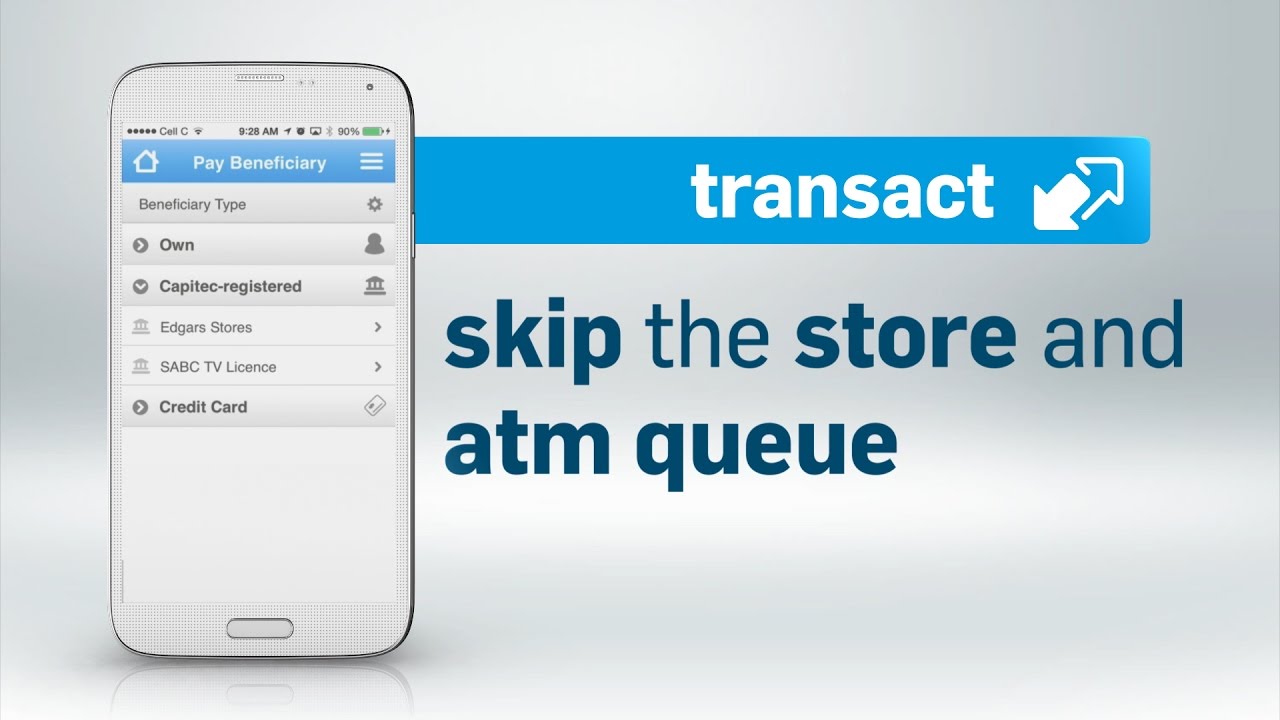 Cell C 9:28 AM 90%
Pay Beneficiary
Beneficiary Type
Own
Capitec-registered
Edgars Stores
SABC TV Licence
Credit Card
transact
skip the store and
atm queue